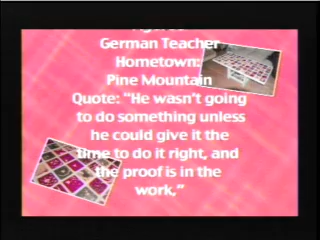 German Teacher
Hometown:
Pine Mountain
Quote: "He wasn't going
to do something unless
he could give it the
time to do it right, and
the proof is in the
work,"